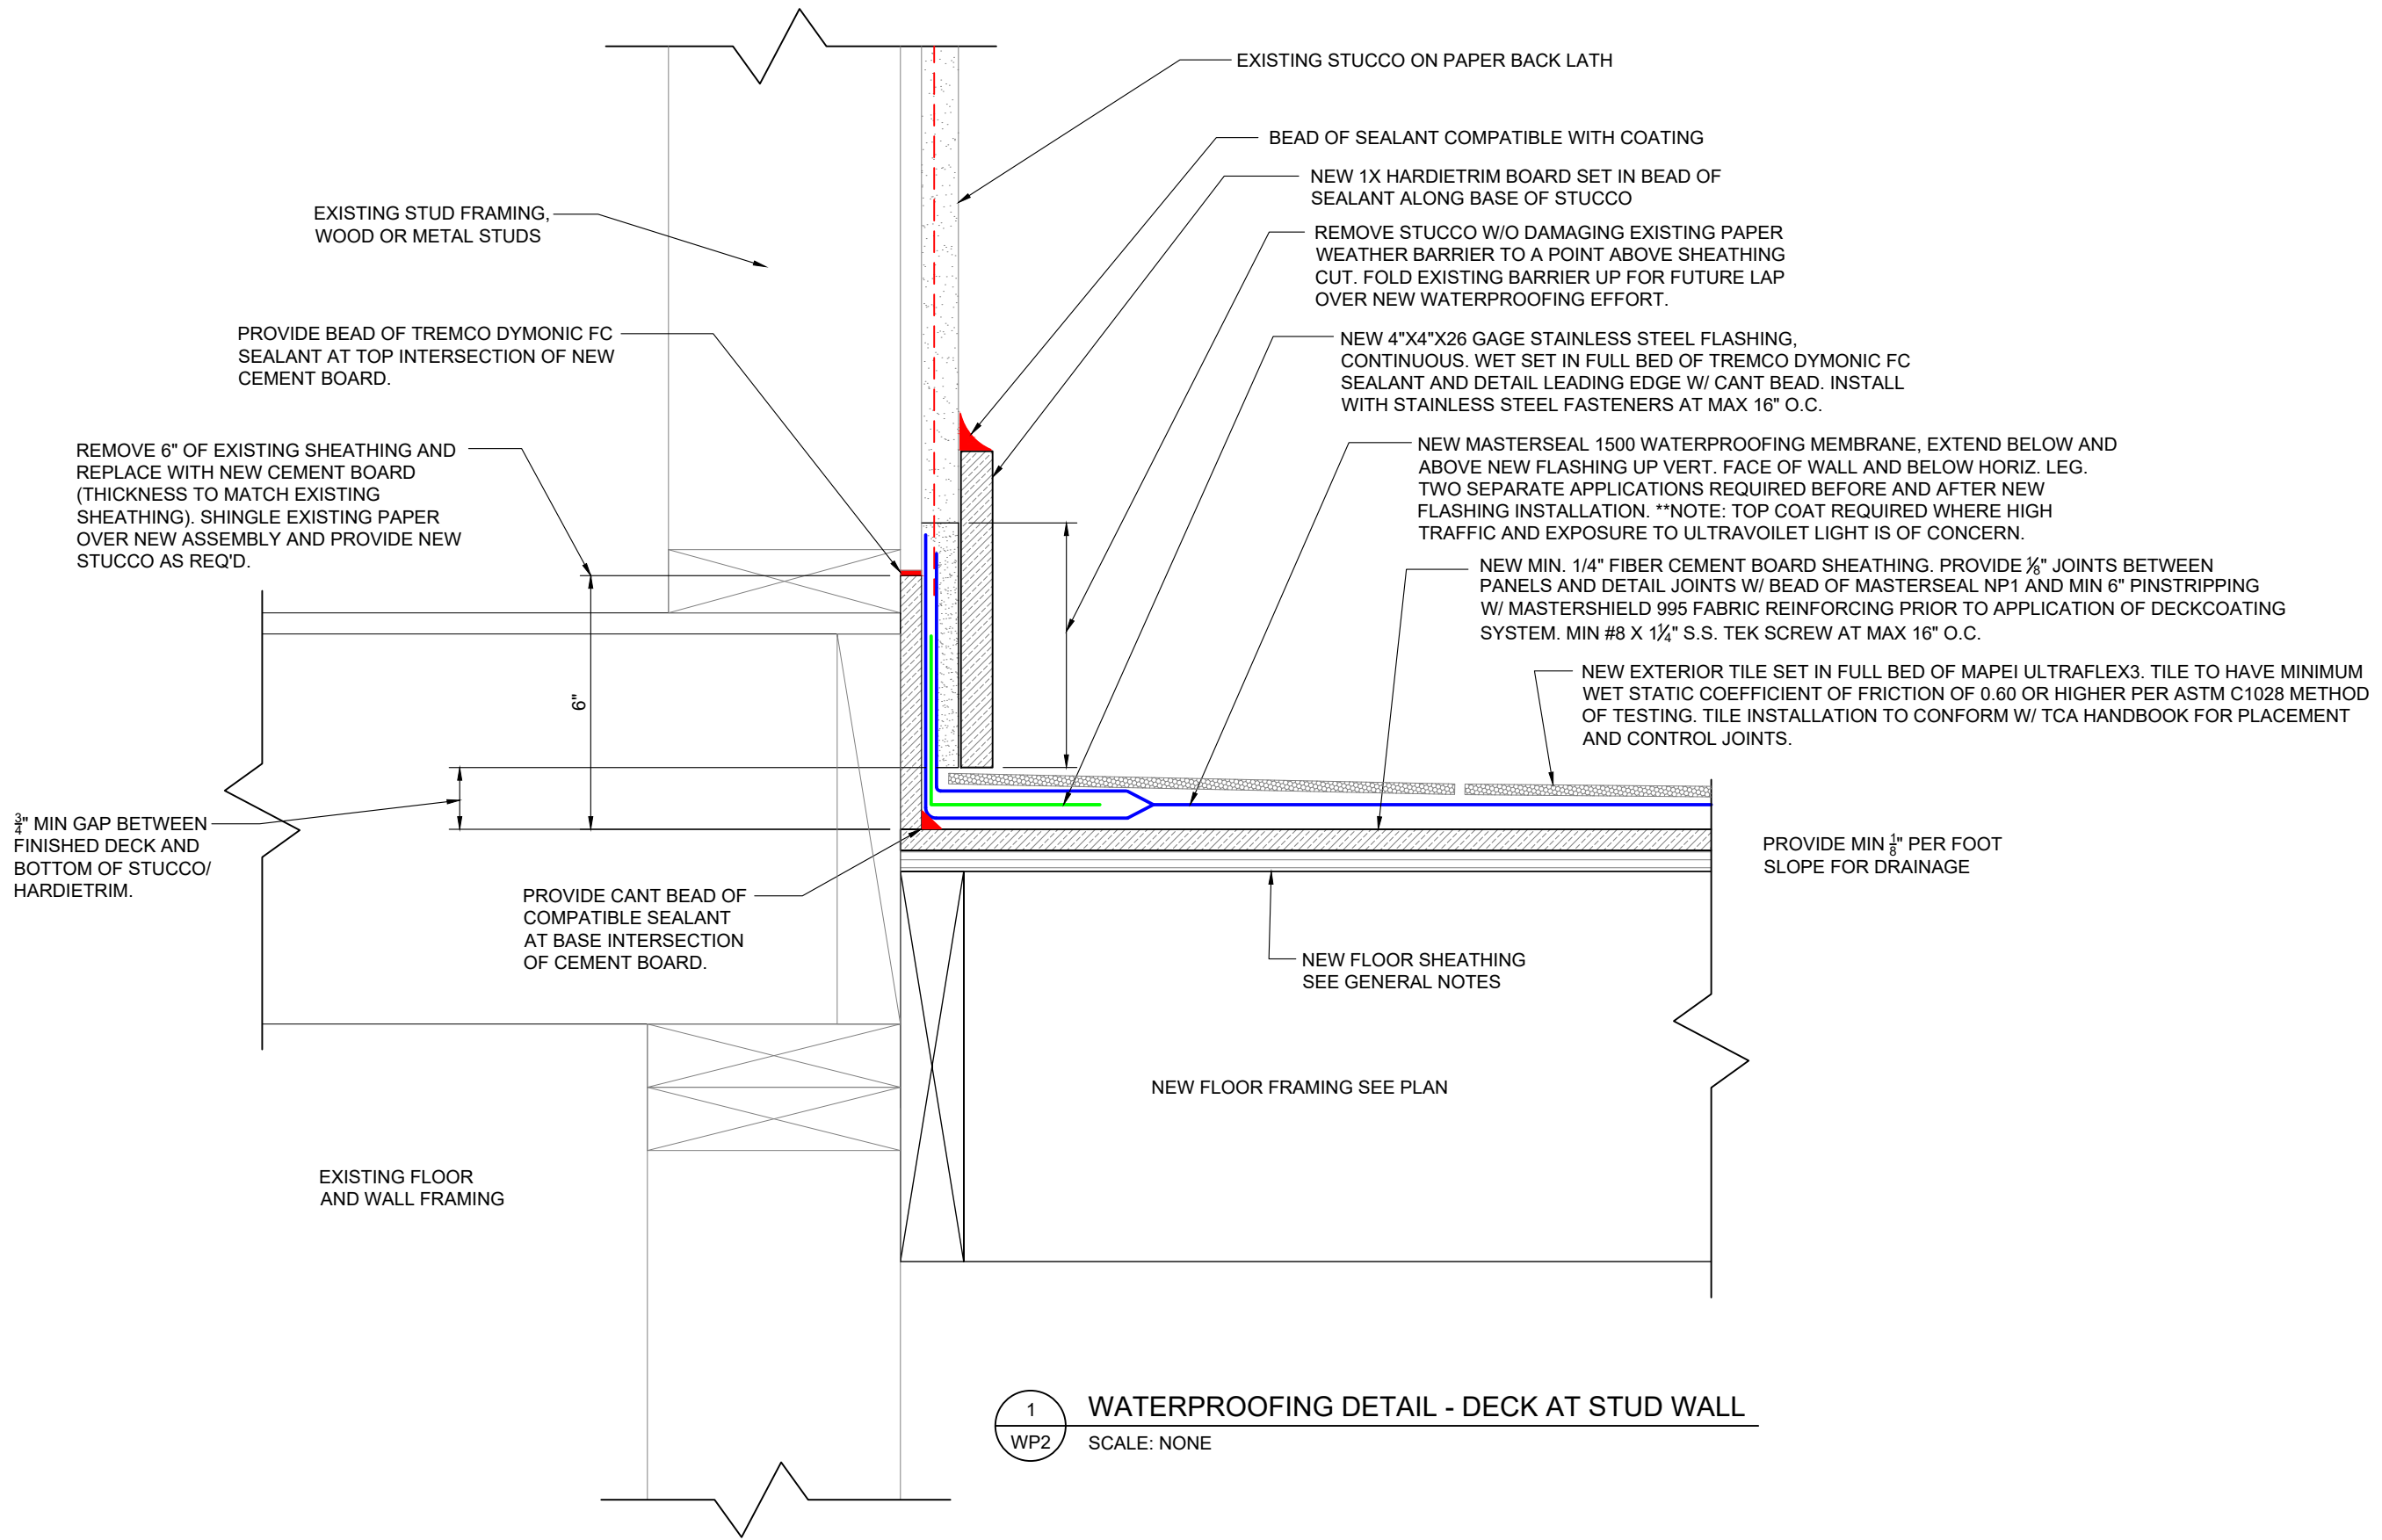 EXISTING STUCCO ON PAPER BACK LATH
BEAD OF SEALANT COMPATIBLE WITH COATING
NEW 1X HARDIETRIM BOARD SET IN BEAD OF
SEALANT ALONG BASE OF STUCCO
EXISTING STUD FRAMING,
WOOD OR METAL STUDS
REMOVE STUCCO W/O DAMAGING EXISTING PAPER
WEATHER BARRIER TO A POINT ABOVE SHEATHING
CUT. FOLD EXISTING BARRIER UP FOR FUTURE LAP
OVER NEW WATERPROOFING EFFORT.
PROVIDE BEAD OF TREMCO DYMONIC FC
SEALANT AT TOP INTERSECTION OF NEW
CEMENT BOARD.
NEW 4"X4"X26 GAGE STAINLESS STEEL FLASHING,
CONTINUOUS. WET SET IN FULL BED OF TREMCO DYMONIC FC
SEALANT AND DETAIL LEADING EDGE W/ CANT BEAD. INSTALL
WITH STAINLESS STEEL FASTENERS AT MAX 16" O.C.
REMOVE 6" OF EXISTING SHEATHING AND
REPLACE WITH NEW CEMENT BOARD
(THICKNESS TO MATCH EXISTING
SHEATHING). SHINGLE EXISTING PAPER
OVER NEW ASSEMBLY AND PROVIDE NEW
STUCCO AS REQ'D.
NEW MASTERSEAL 1500 WATERPROOFING MEMBRANE, EXTEND BELOW AND
ABOVE NEW FLASHING UP VERT. FACE OF WALL AND BELOW HORIZ. LEG.
TWO SEPARATE APPLICATIONS REQUIRED BEFORE AND AFTER NEW
FLASHING INSTALLATION. **NOTE: TOP COAT REQUIRED WHERE HIGH
TRAFFIC AND EXPOSURE TO ULTRAVOILET LIGHT IS OF CONCERN.
NEW MIN. 1/4" FIBER CEMENT BOARD SHEATHING. PROVIDE 1/8" JOINTS BETWEEN
PANELS AND DETAIL JOINTS W/ BEAD OF MASTERSEAL NP1 AND MIN 6" PINSTRIPPING
W/ MASTERSHIELD 995 FABRIC REINFORCING PRIOR TO APPLICATION OF DECKCOATING
SYSTEM. MIN #8 X 1 1/4" S.S. TEK SCREW AT MAX 16" O.C.
NEW EXTERIOR TILE SET IN FULL BED OF MAPEI ULTRAFLEX3. TILE TO HAVE MINIMUM
WET STATIC COEFFICIENT OF FRICTION OF 0.60 OR HIGHER PER ASTM C1028 METHOD
OF TESTING. TILE INSTALLATION TO CONFORM W/ TCA HANDBOOK FOR PLACEMENT
AND CONTROL JOINTS.
6"
3/4" MIN GAP BETWEEN
FINISHED DECK AND
BOTTOM OF STUCCO/
HARDIETRIM.
PROVIDE MIN 1/8" PER FOOT
SLOPE FOR DRAINAGE
PROVIDE CANT BEAD OF
COMPATIBLE SEALANT
AT BASE INTERSECTION
OF CEMENT BOARD.
NEW FLOOR SHEATHING
SEE GENERAL NOTES
NEW FLOOR FRAMING SEE PLAN
EXISTING FLOOR
AND WALL FRAMING
1
WP2
WATERPROOFING DETAIL - DECK AT STUD WALL
SCALE: NONE